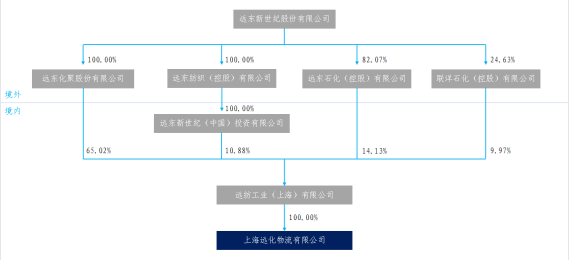 远东新世纪股份有限公司
100.00% 100.00% 82.07% 24.63%
远东化聚股份有限公司 远东纺织（控股）有限公司 远东石化（控股）有限公司 联洋石化（控股）有限公司
境外
境内
100.00%
远东新世纪（中国）投资有限公司
65.02% 10.88% 14.13% 9.97%
远纺工业（上海）有限公司
100.00%
上海远化物流有限公司